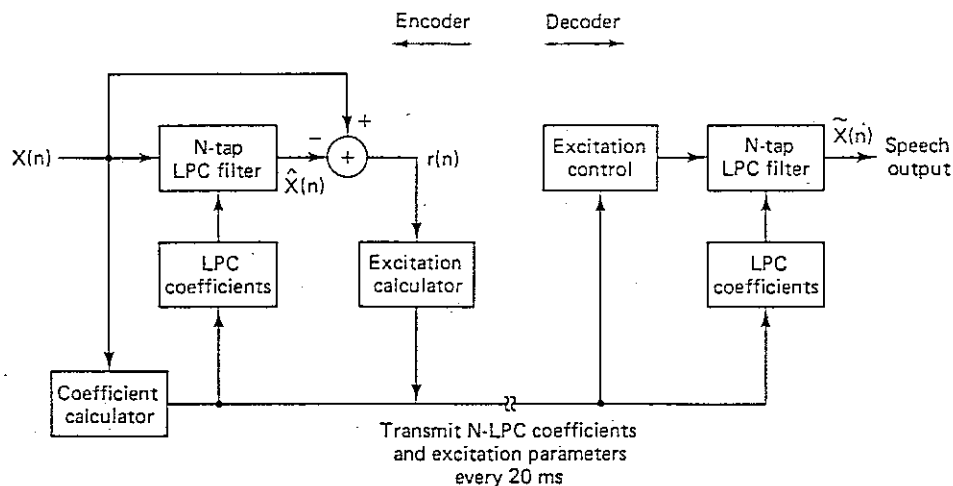 Encoder
Decoder
X(n)
N-tap
LPC filter
−
+
+
X̂(n)
r(n)
LPC
coefficients
Excitation
calculator
Coefficient
calculator
Excitation
control
N-tap
LPC filter
X̃(n)
Speech
output
LPC
coefficients
Transmit N-LPC coefficients
and excitation parameters
every 20 ms